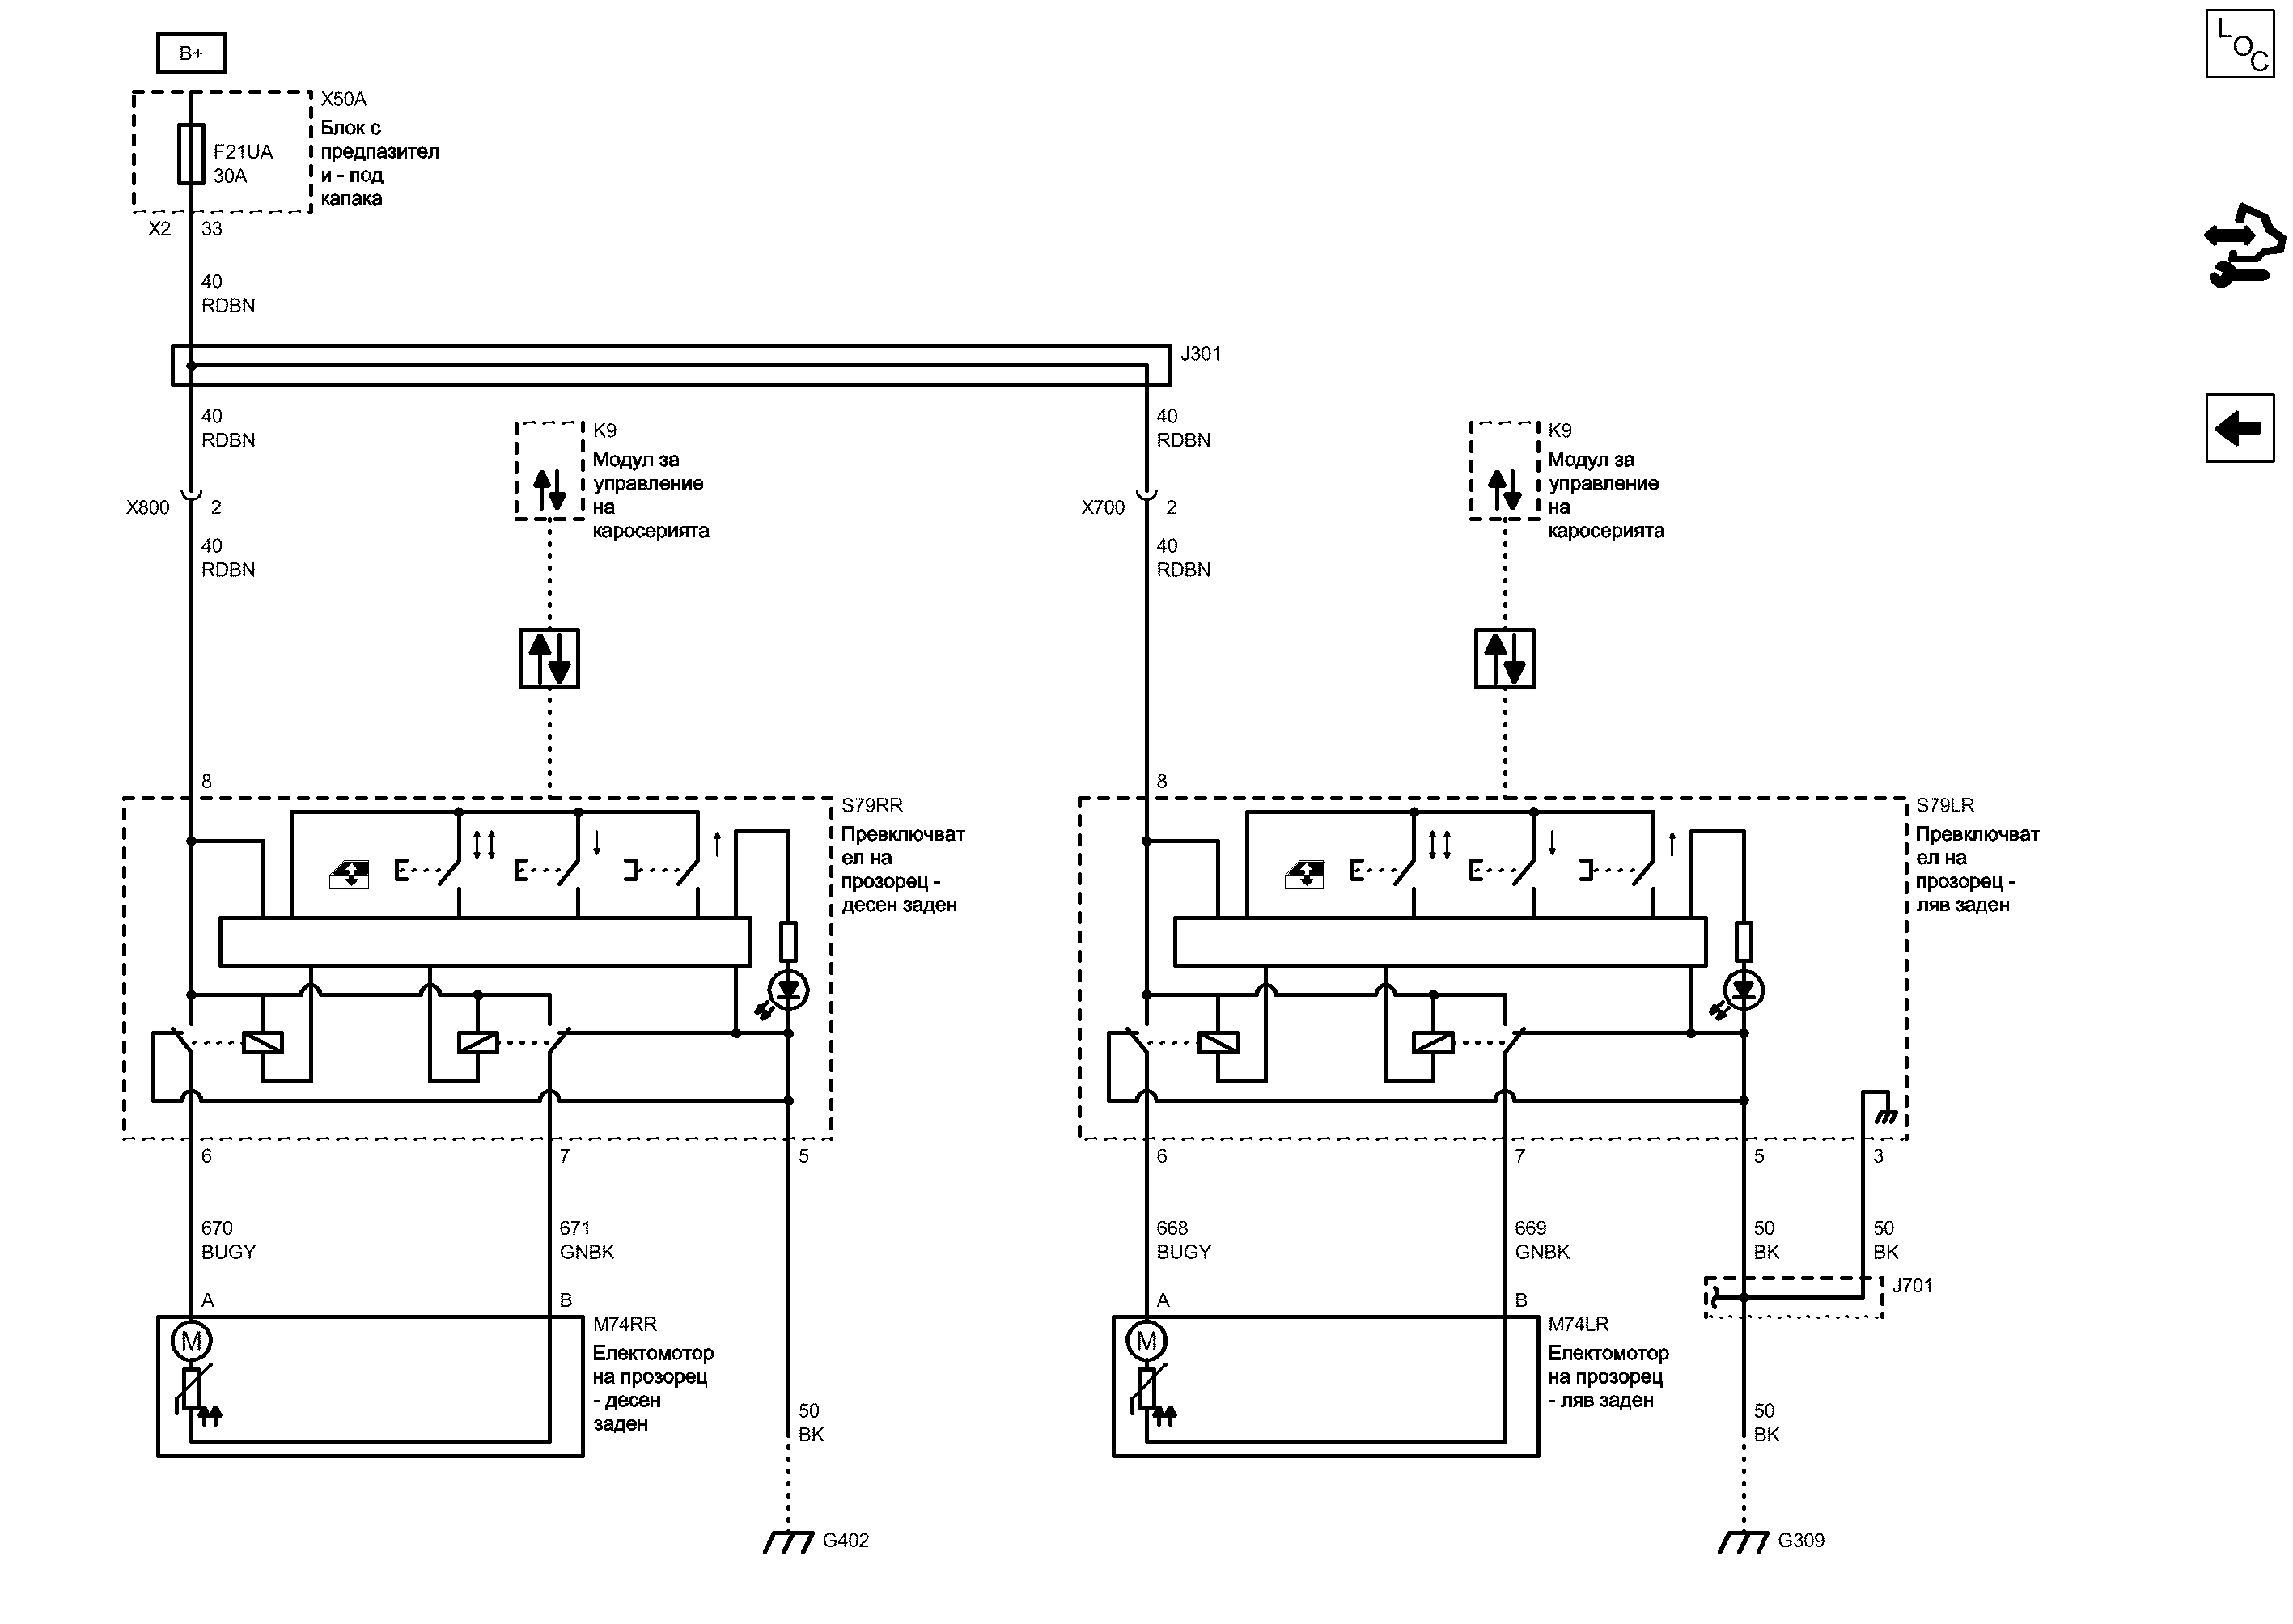 B+
X50A
Блок с
предпазител
и - под
капака
F21UA
30A
X2
33
40
RDBN
J301
40
RDBN
X800
2
40
RDBN
K9
Модул за
управление
на
каросерията
40
RDBN
X700
2
40
RDBN
K9
Модул за
управление
на
каросерията
8
S79RR
Превключват
ел на
прозорец -
десен заден
8
S79LR
Превключват
ел на
прозорец -
ляв заден
6
7
5
6
7
5
3
670
BUGY
671
GNBK
668
BUGY
669
GNBK
50
BK
50
BK
J701
A
B
M
M74RR
Електомотор
на прозорец
- десен
заден
50
BK
G402
A
B
M
M74LR
Електомотор
на прозорец
- ляв заден
50
BK
G309
LOC